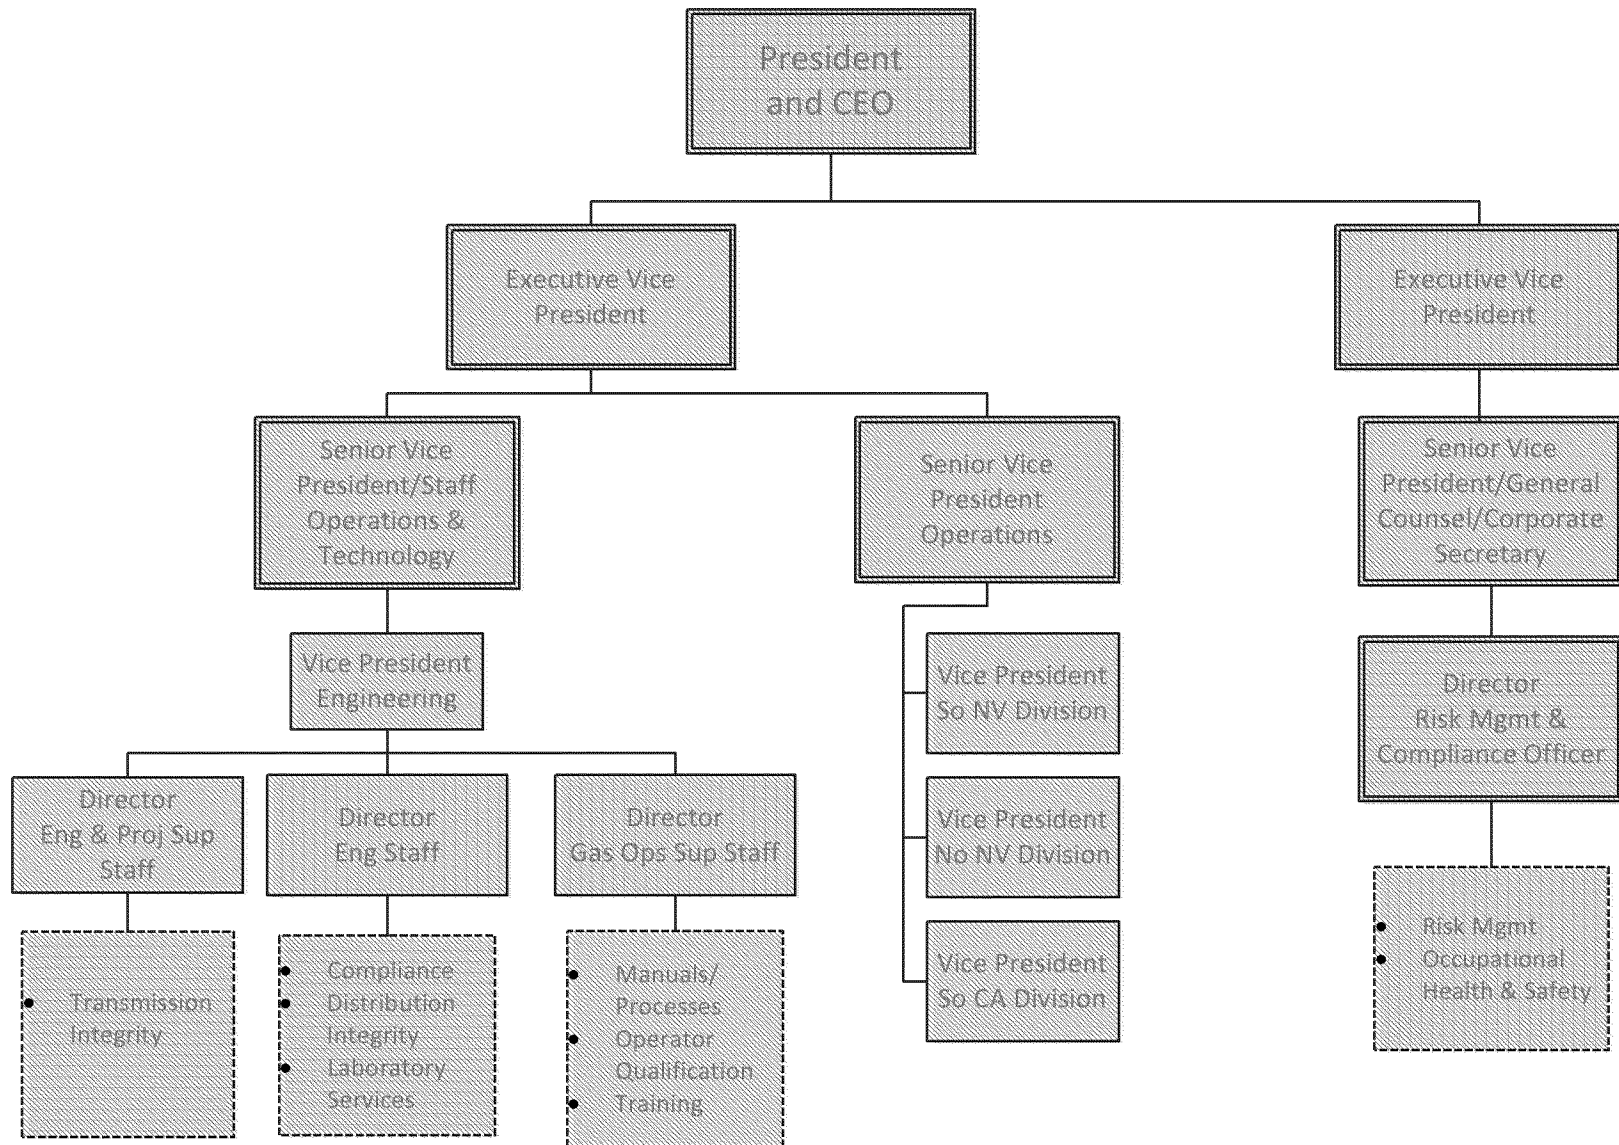 President
and CEO
Executive Vice
President
Executive Vice
President
Senior Vice
President/Staff
Operations &
Technology
Senior Vice
President
Operations
Senior Vice
President/General
Counsel/Corporate
Secretary
Vice President
Engineering
Vice President
So NV Division
Director
Risk Mgmt &
Compliance Officer
Director
Eng & Proj Sup
Staff
Director
Eng Staff
Director
Gas Ops Sup Staff
Vice President
No NV Division
Vice President
So CA Division
• Transmission
Integrity
• Compliance
• Distribution
Integrity
• Laboratory
Services
• Manuals/
Processes
• Operator
Qualification
• Training
• Risk Mgmt
• Occupational
Health & Safety